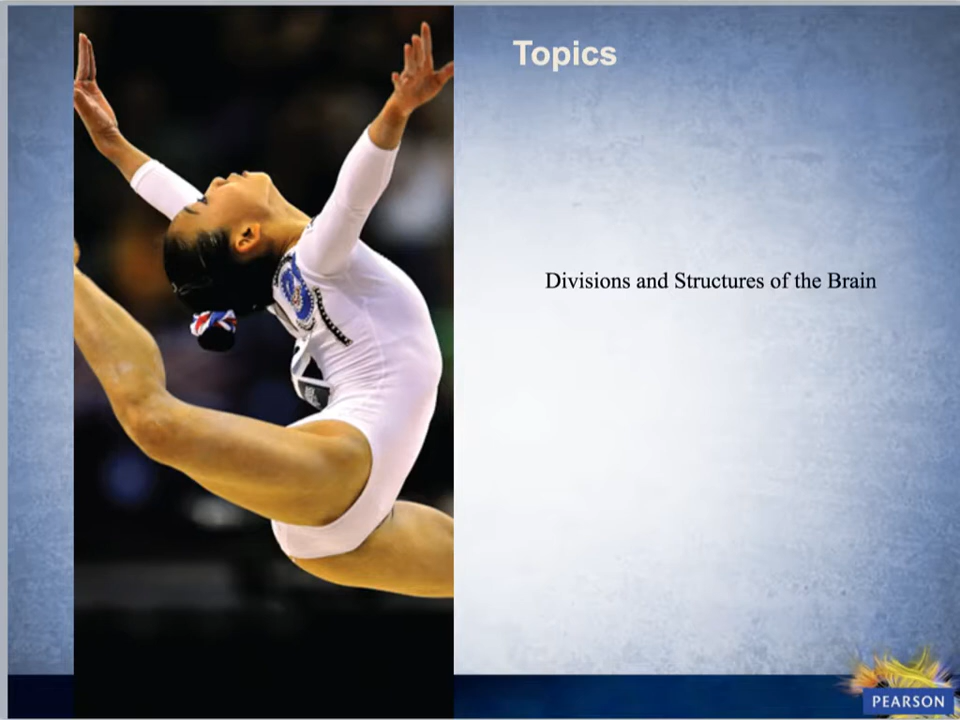 Topics
Divisions and Structures of the Brain
PEARSON